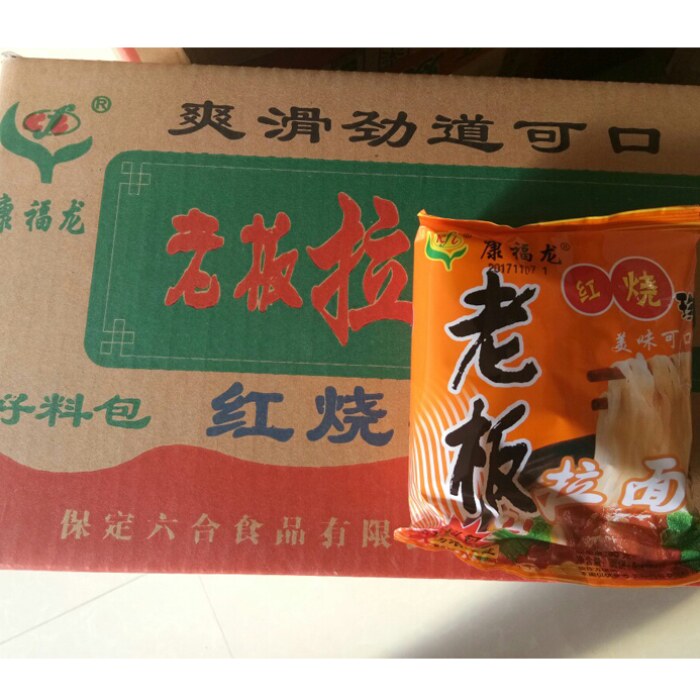 爽滑劲道可口
®
康福龙
老板拉
好料包
红烧
保定六合食品有限
康福龙®
20171107 1
红烧
美味可口
老板
拉面